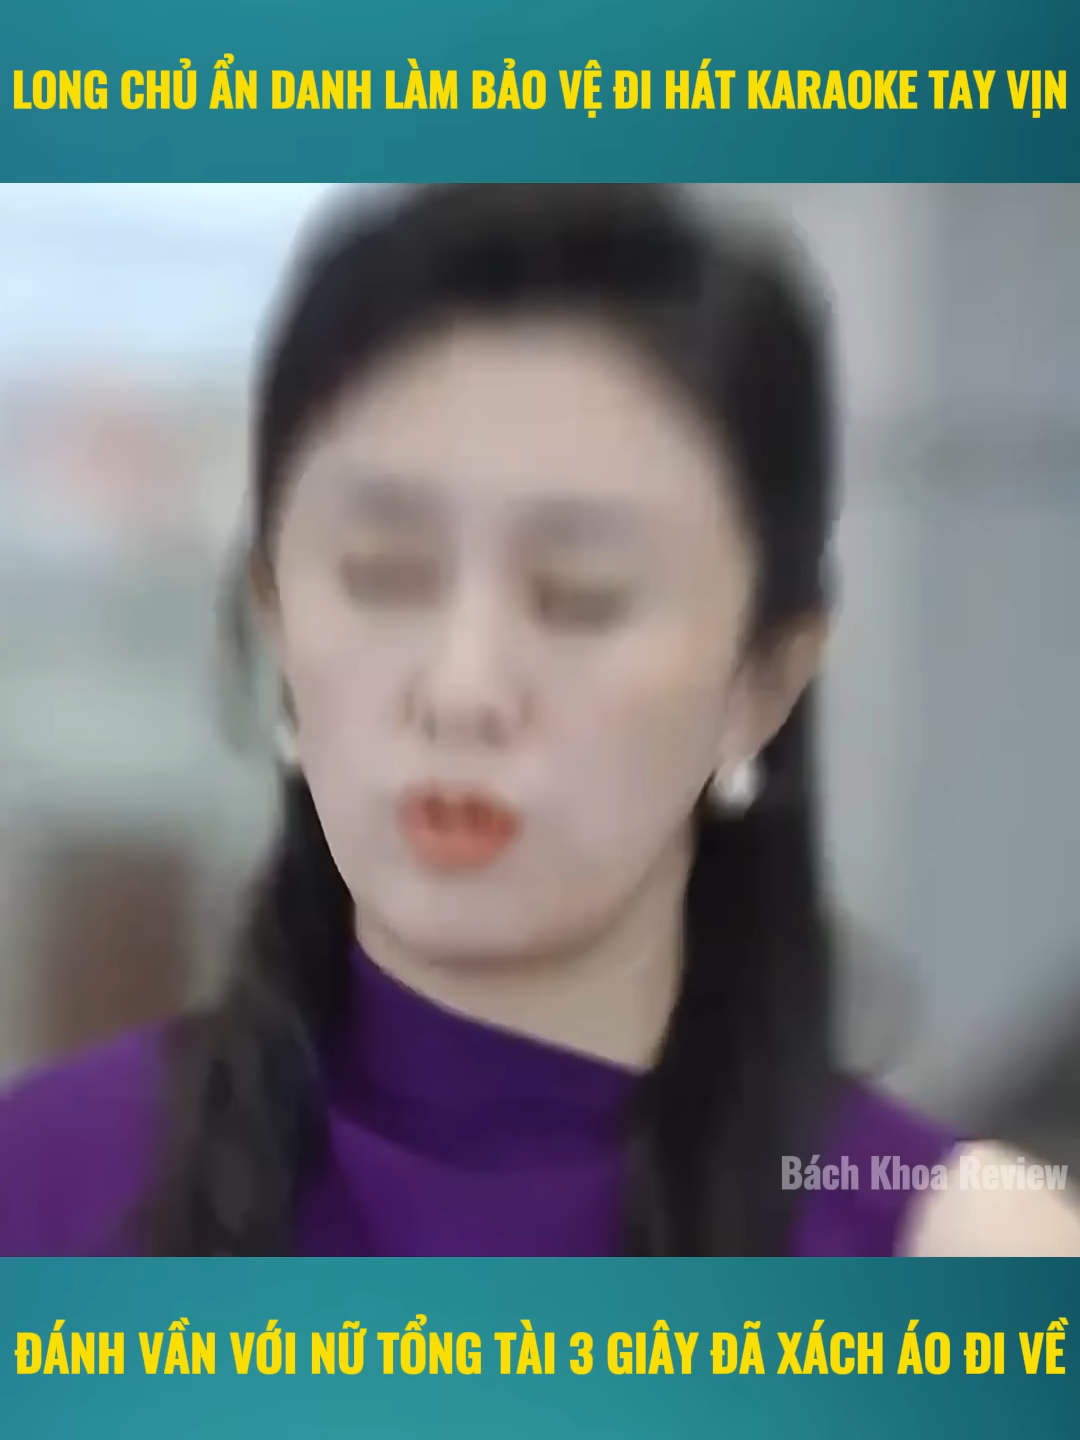 LONG CHỦ ẨN DANH LÀM BẢO VỆ ĐI HÁT KARAOKE TAY VỊN
Bách Khoa Review
ĐÁNH VẦN VỚI NỮ TỔNG TÀI 3 GIÂY ĐÃ XÁCH ÁO ĐI VỀ